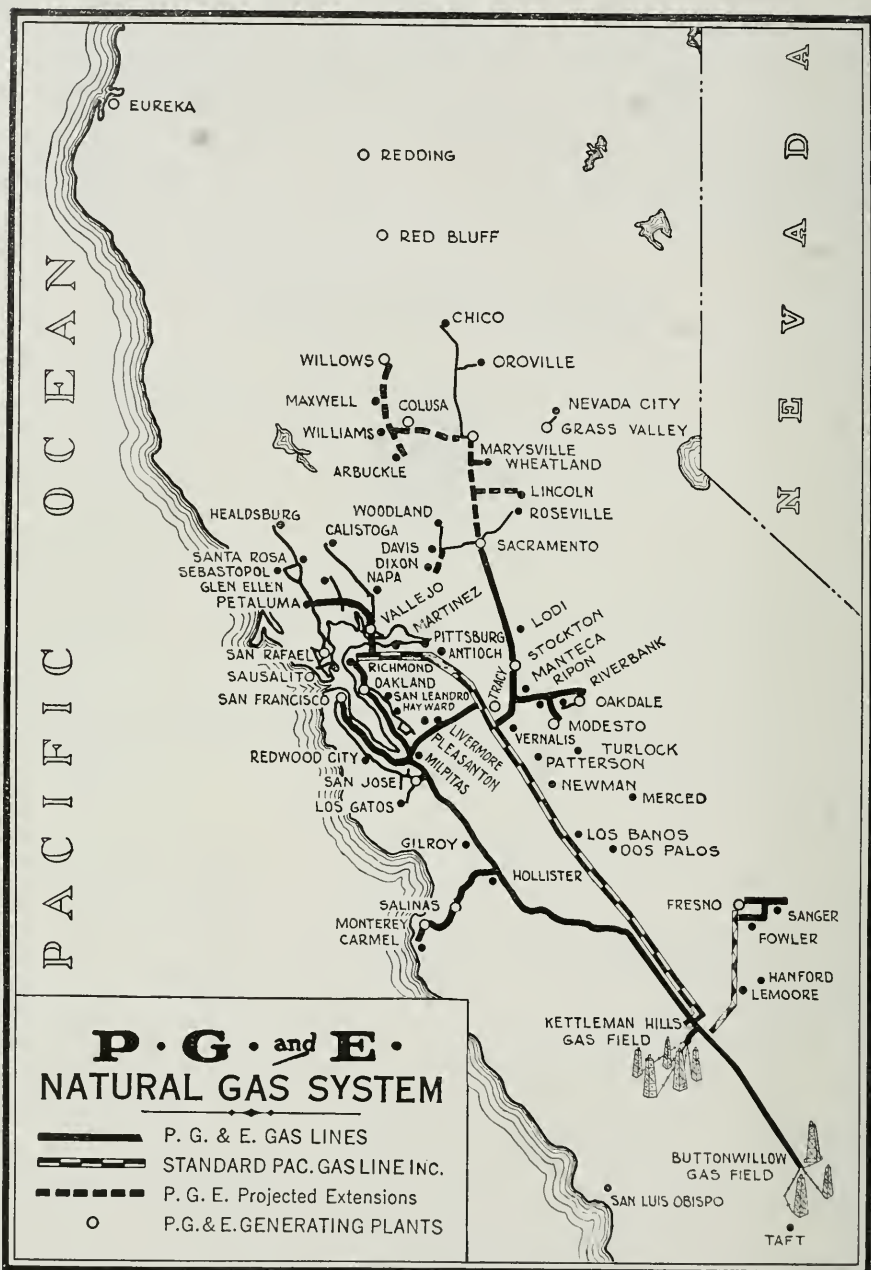 EUREKA
REDDING
RED BLUFF
PACIFIC OCEAN
NEVADA
CHICO
WILLOWS
OROVILLE
MAXWELL
COLUSA
NEVADA CITY
GRASS VALLEY
WILLIAMS
MARYSVILLE
WHEATLAND
ARBUCKLE
LINCOLN
WOODLAND
ROSEVILLE
HEALDSBURG
CALISTOGA
DAVIS
SACRAMENTO
SANTA ROSA
DIXON
SEBASTOPOL
NAPA
GLEN ELLEN
PETALUMA
VALLEJO
MARTINEZ
LODI
PITTSBURG
STOCKTON
ANTIOCH
MANTECA
RIPON
RIVERBANK
SAN RAFAEL
RICHMOND
SAUSALITO
OAKLAND
TRACY
SAN FRANCISCO
SAN LEANDRO
HAYWARD
OAKDALE
MODESTO
LIVERMORE
VERNALIS
PLEASANTON
TURLOCK
REDWOOD CITY
MILPITAS
PATTERSON
SAN JOSE
NEWMAN
MERCED
LOS GATOS
LOS BANOS
GILROY
DOS PALOS
HOLLISTER
SALINAS
FRESNO
SANGER
MONTEREY
FOWLER
CARMEL
HANFORD
LEMOORE
KETTLEMAN HILLS
GAS FIELD
BUTTONWILLOW
GAS FIELD
SAN LUIS OBISPO
TAFT
P. G. and E.
NATURAL GAS SYSTEM
P. G. & E. GAS LINES
STANDARD PAC. GAS LINE INC.
P. G. E. Projected Extensions
P.G.& E. GENERATING PLANTS